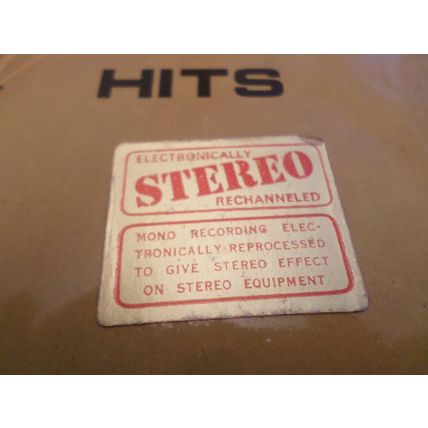 HITS
ELECTRONICALLY
STEREO
RECHANNELED
MONO RECORDING ELEC-
TRONICALLY REPROCESSED
TO GIVE STEREO EFFECT
ON STEREO EQUIPMENT